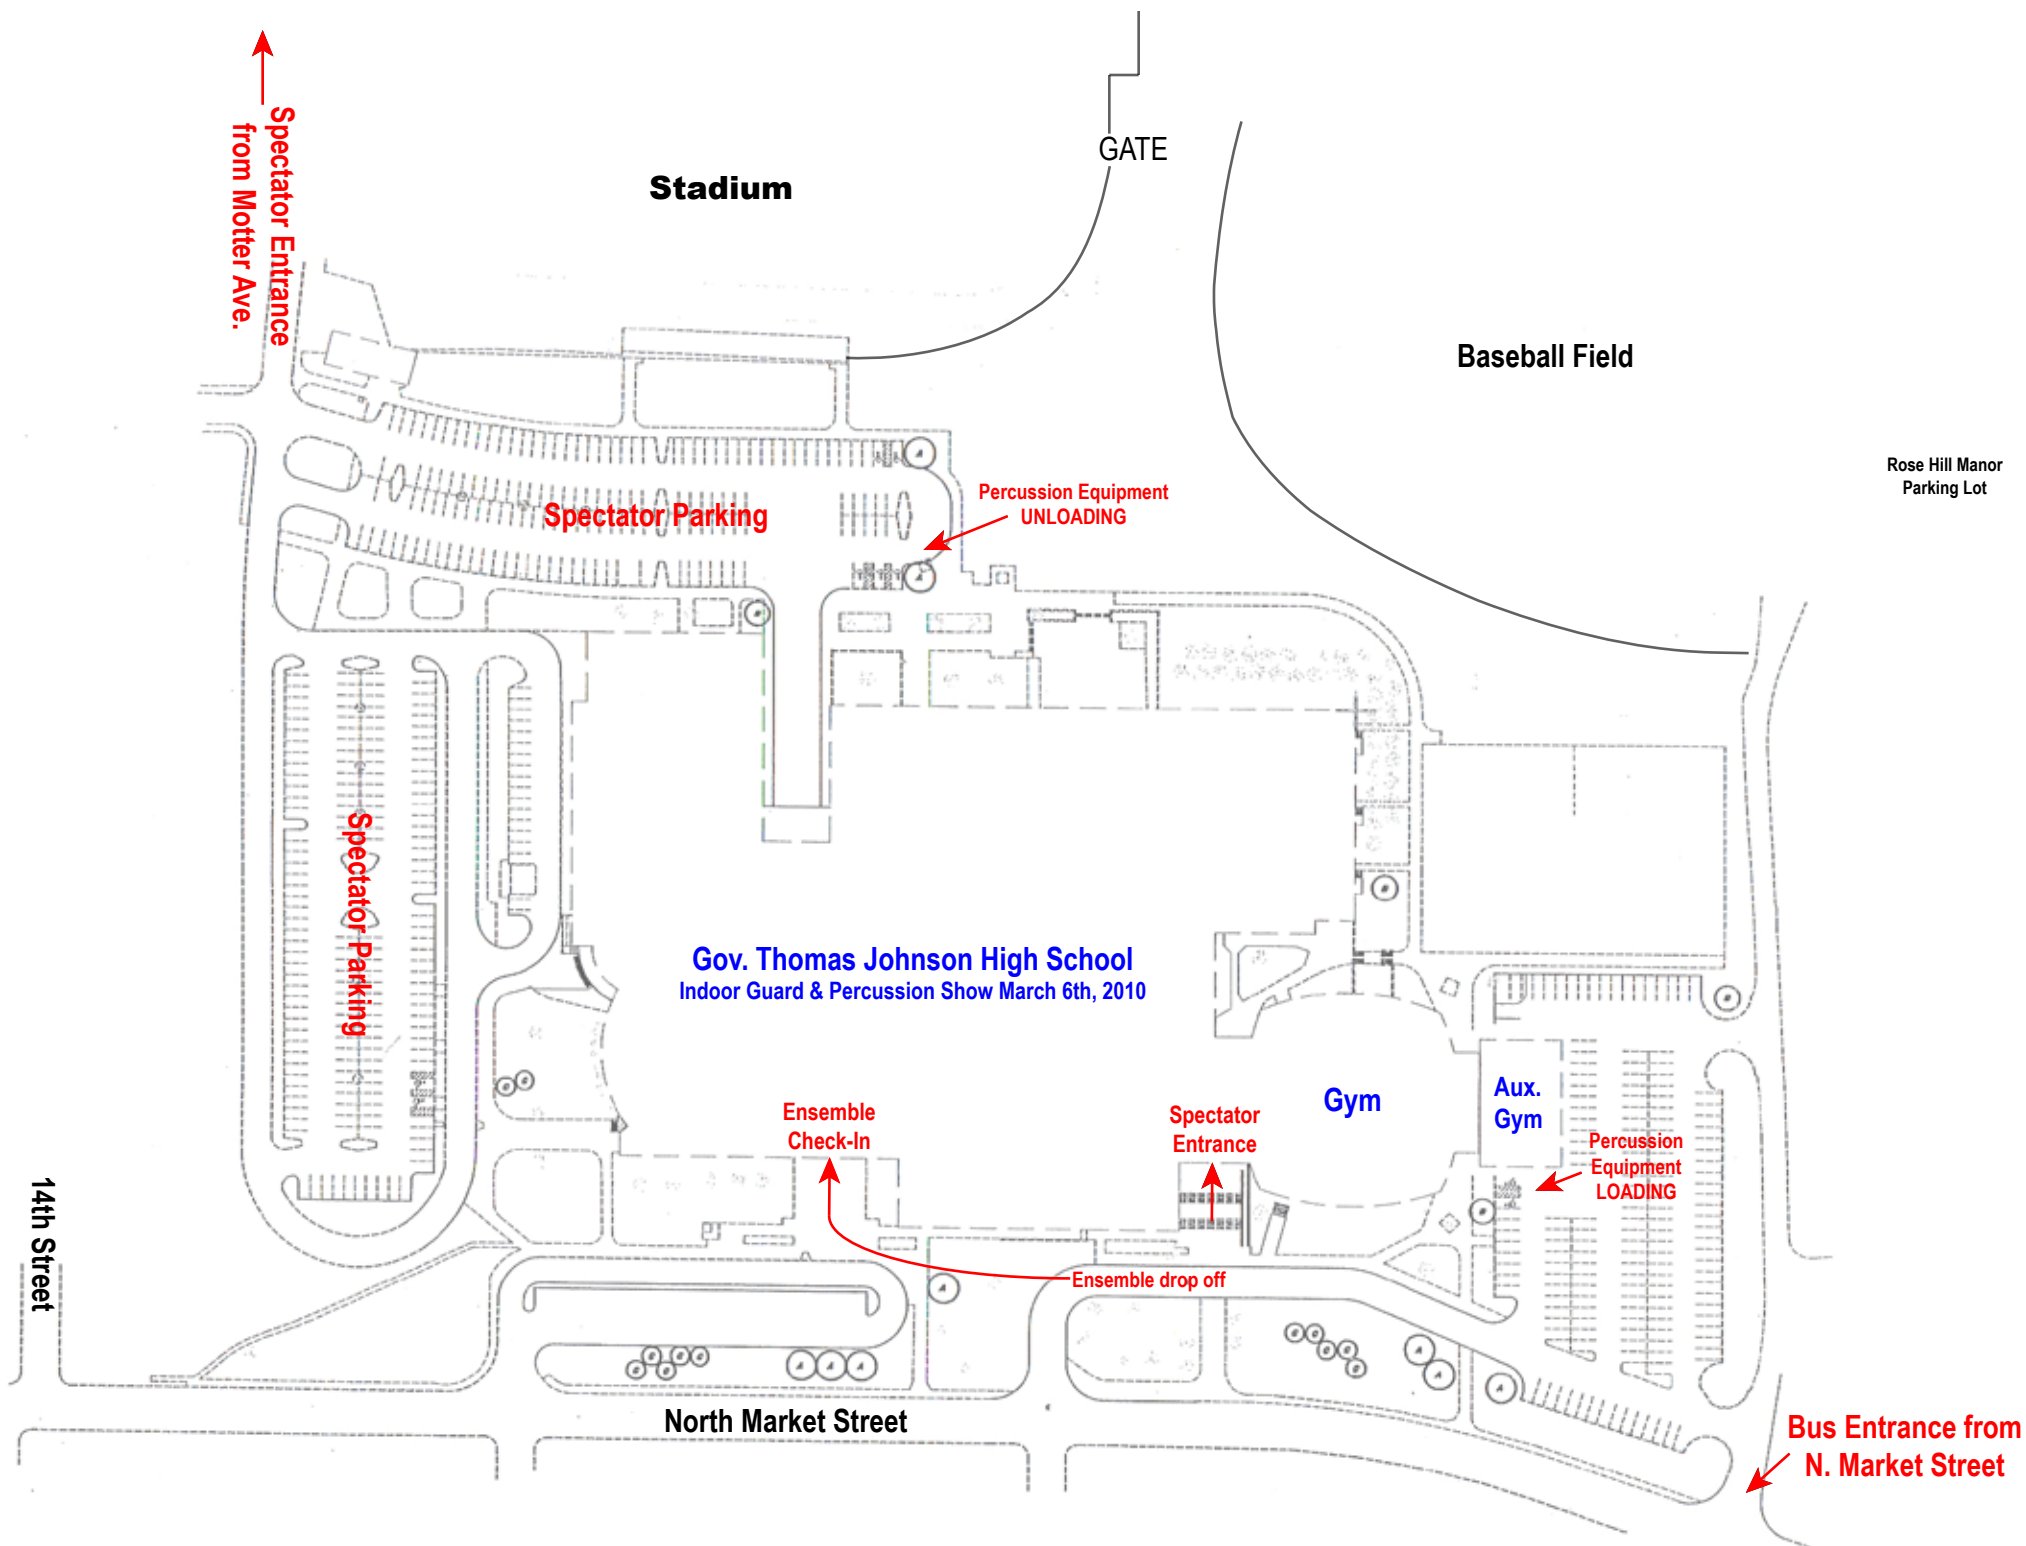 Spectator Entrance
from Motter Ave.
GATE
Stadium
Baseball Field
Rose Hill Manor
Parking Lot
Percussion Equipment
UNLOADING
Spectator Parking
Spectator Parking
Gov. Thomas Johnson High School
Indoor Guard & Percussion Show March 6th, 2010
Gym
Aux.
Gym
Ensemble
Check-In
Spectator
Entrance
Percussion
Equipment
LOADING
14th Street
Ensemble drop off
North Market Street
Bus Entrance from
N. Market Street